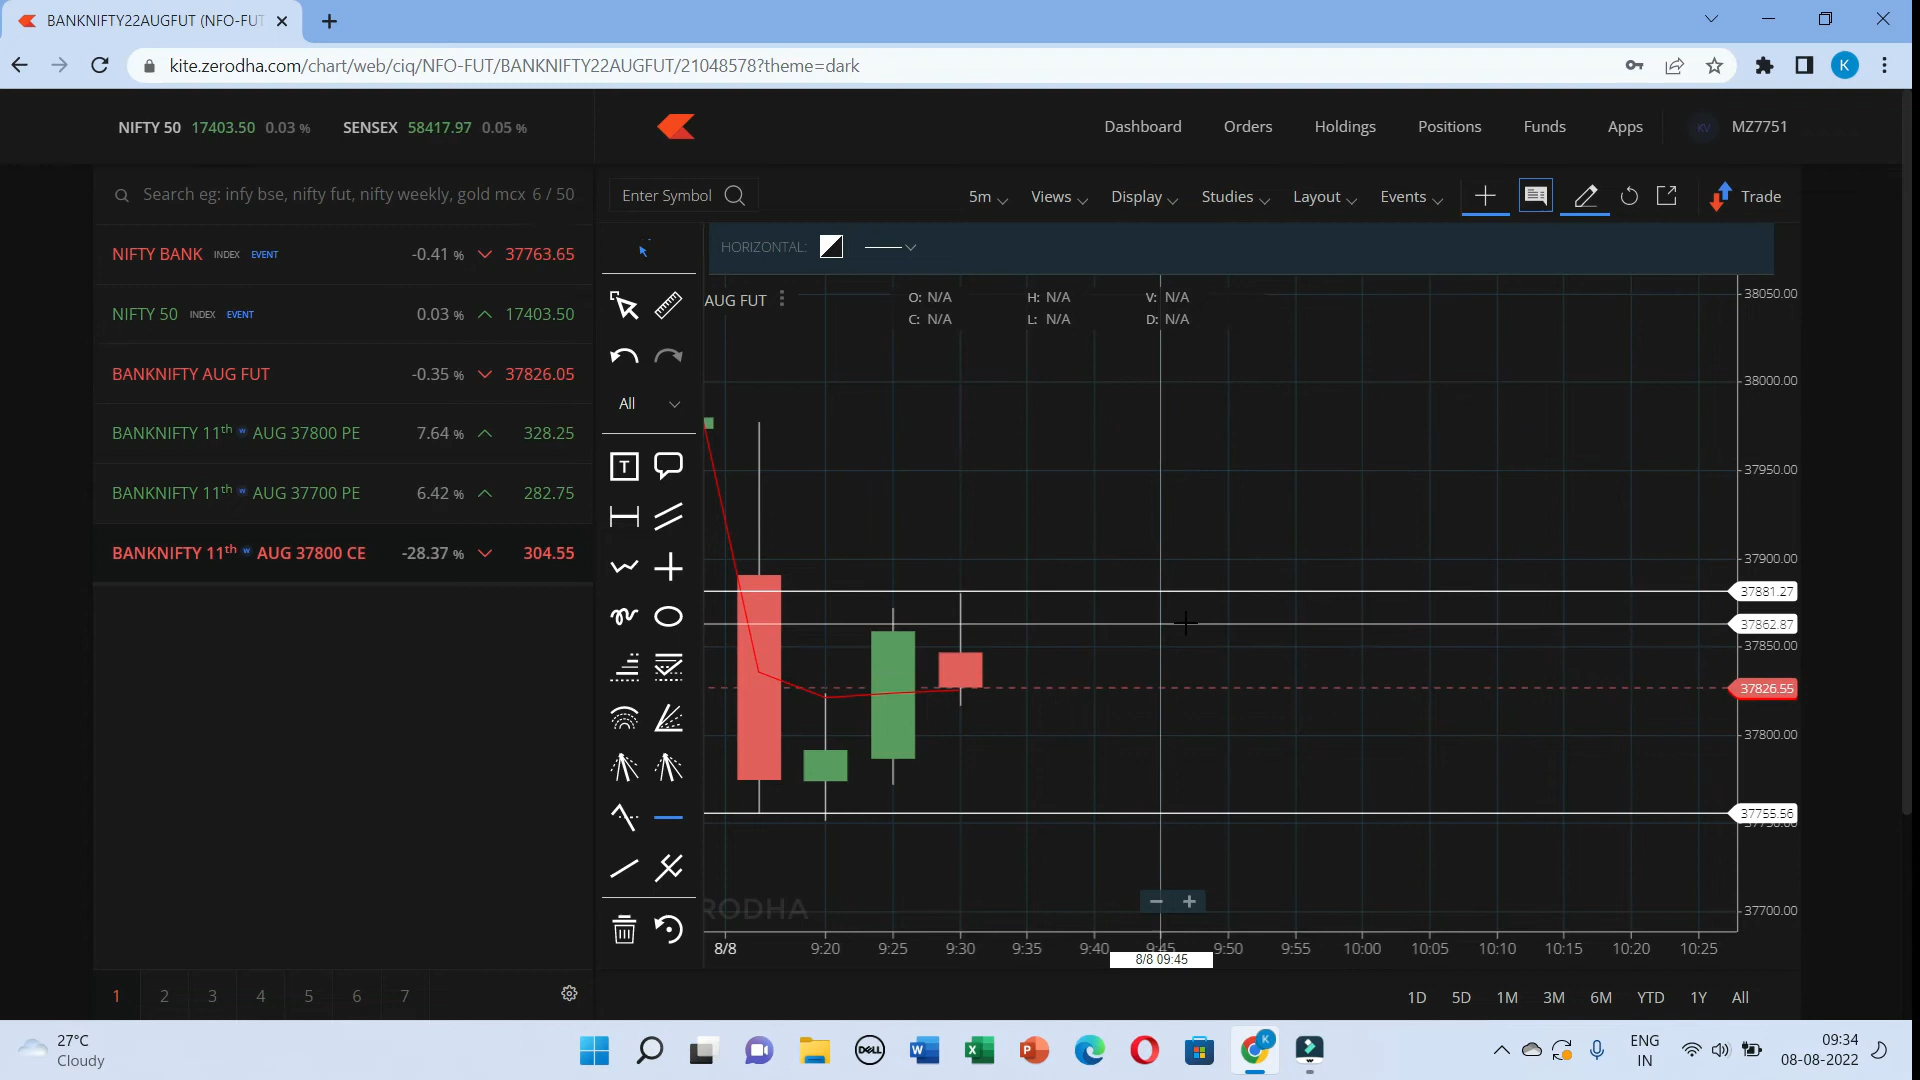 BANKNIFTY22AUGFUT (NFO-FUT
kite.zerodha.com/chart/web/ciq/NFO-FUT/BANKNIFTY22AUGFUT/21048578?theme=dark
K
NIFTY 50 17403.50 0.03 %
SENSEX 58417.97 0.05 %
Dashboard
Orders
Holdings
Positions
Funds
Apps
KV
MZ7751
Search eg: infy bse, nifty fut, nifty weekly, gold mcx 6 / 50
NIFTY BANK INDEX EVENT -0.41 % 37763.65
NIFTY 50 INDEX EVENT 0.03 % 17403.50
BANKNIFTY AUG FUT -0.35 % 37826.05
BANKNIFTY 11th w AUG 37800 PE 7.64 % 328.25
BANKNIFTY 11th w AUG 37700 PE 6.42 % 282.75
BANKNIFTY 11th w AUG 37800 CE -28.37 % 304.55
1 2 3 4 5 6 7
Enter Symbol
5m
Views
Display
Studies
Layout
Events
Trade
HORIZONTAL:
All
T
AUG FUT
O: N/A H: N/A V: N/A
C: N/A L: N/A D: N/A
38050.00
38000.00
37950.00
37900.00
37881.27
37862.87
37850.00
37826.55
37800.00
37755.56
37750.00
37700.00
RODHA
8/8 9:20 9:25 9:30 9:35 9:40 9:45 9:50 9:55 10:00 10:05 10:10 10:15 10:20 10:25
8/8 09:45
1D 5D 1M 3M 6M YTD 1Y All
27°C
Cloudy
DELL
W
X
P
K
ENG
IN
09:34
08-08-2022